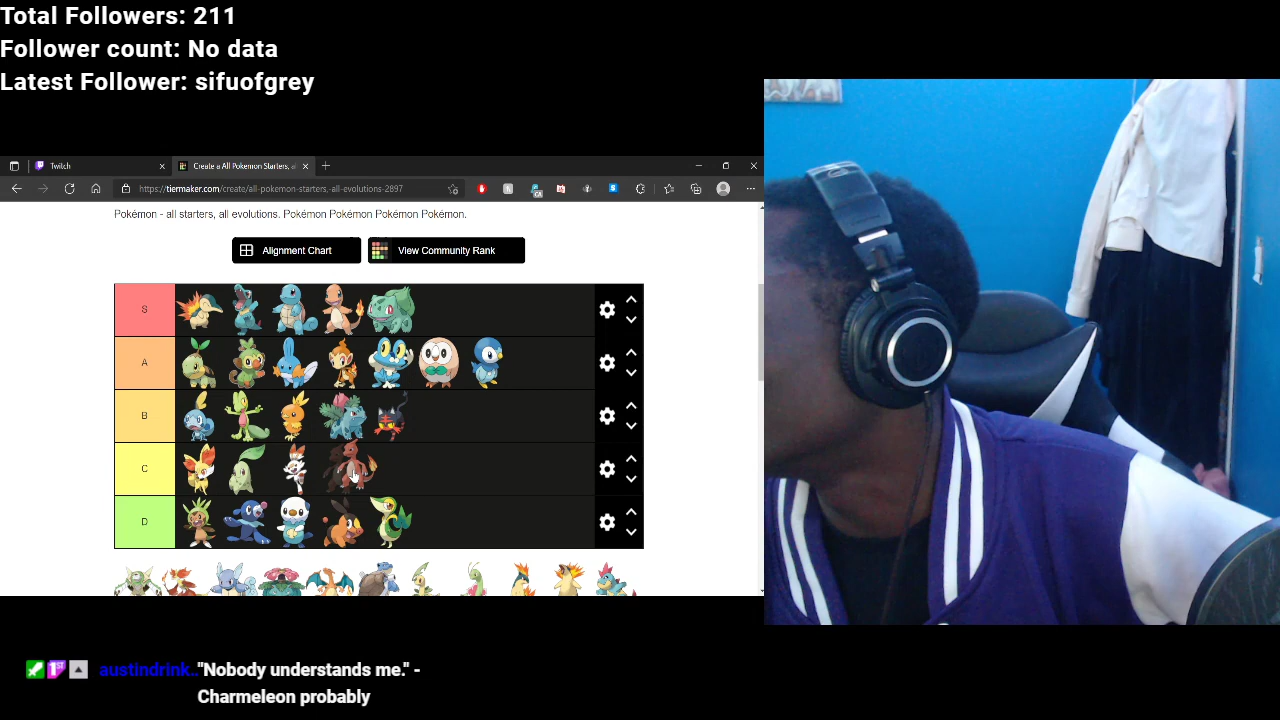 Total Followers: 211
Follower count: No data
Latest Follower: sifuofgrey
Twitch
Create a All Pokemon Starters, a
https://tiermaker.com/create/all-pokemon-starters,-all-evolutions-2897
Pokémon - all starters, all evolutions. Pokémon Pokémon Pokémon Pokémon.
Alignment Chart
View Community Rank
S
A
B
C
D
austindrink.. "Nobody understands me." -
Charmeleon probably